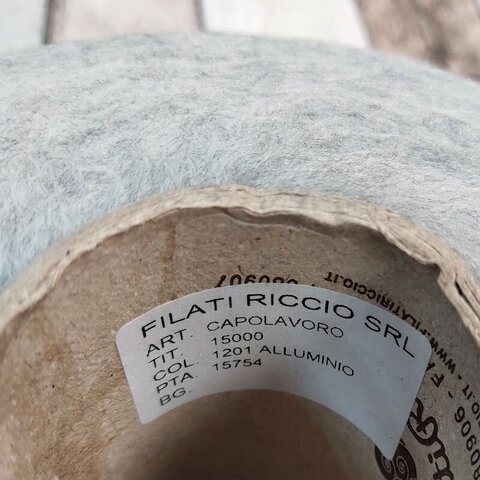 FILATI RICCIO SRL
ART. CAPOLAVORO
TIT. 15000
COL. 1201 ALLUMINIO
PTA. 15754
BG.